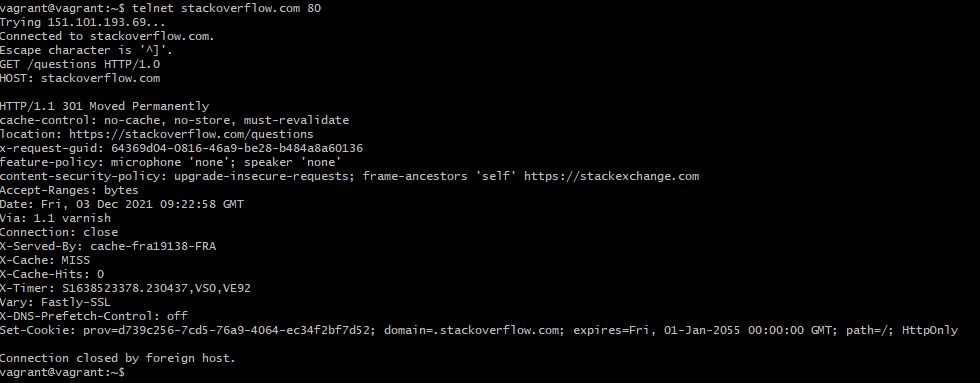 vagrant@vagrant:~$ telnet stackoverflow.com 80
Trying 151.101.193.69...
Connected to stackoverflow.com.
Escape character is '^]'.
GET /questions HTTP/1.0
HOST: stackoverflow.com

HTTP/1.1 301 Moved Permanently
cache-control: no-cache, no-store, must-revalidate
location: https://stackoverflow.com/questions
x-request-guid: 64369d04-0816-46a9-be28-b484a8a60136
feature-policy: microphone 'none'; speaker 'none'
content-security-policy: upgrade-insecure-requests; frame-ancestors 'self' https://stackexchange.com
Accept-Ranges: bytes
Date: Fri, 03 Dec 2021 09:22:58 GMT
Via: 1.1 varnish
Connection: close
X-Served-By: cache-fra19138-FRA
X-Cache: MISS
X-Cache-Hits: 0
X-Timer: S1638523378.230437,VS0,VE92
Vary: Fastly-SSL
X-DNS-Prefetch-Control: off
Set-Cookie: prov=d739c256-7cd5-76a9-4064-ec34f2bf7d52; domain=.stackoverflow.com; expires=Fri, 01-Jan-2055 00:00:00 GMT; path=/; HttpOnly

Connection closed by foreign host.
vagrant@vagrant:~$